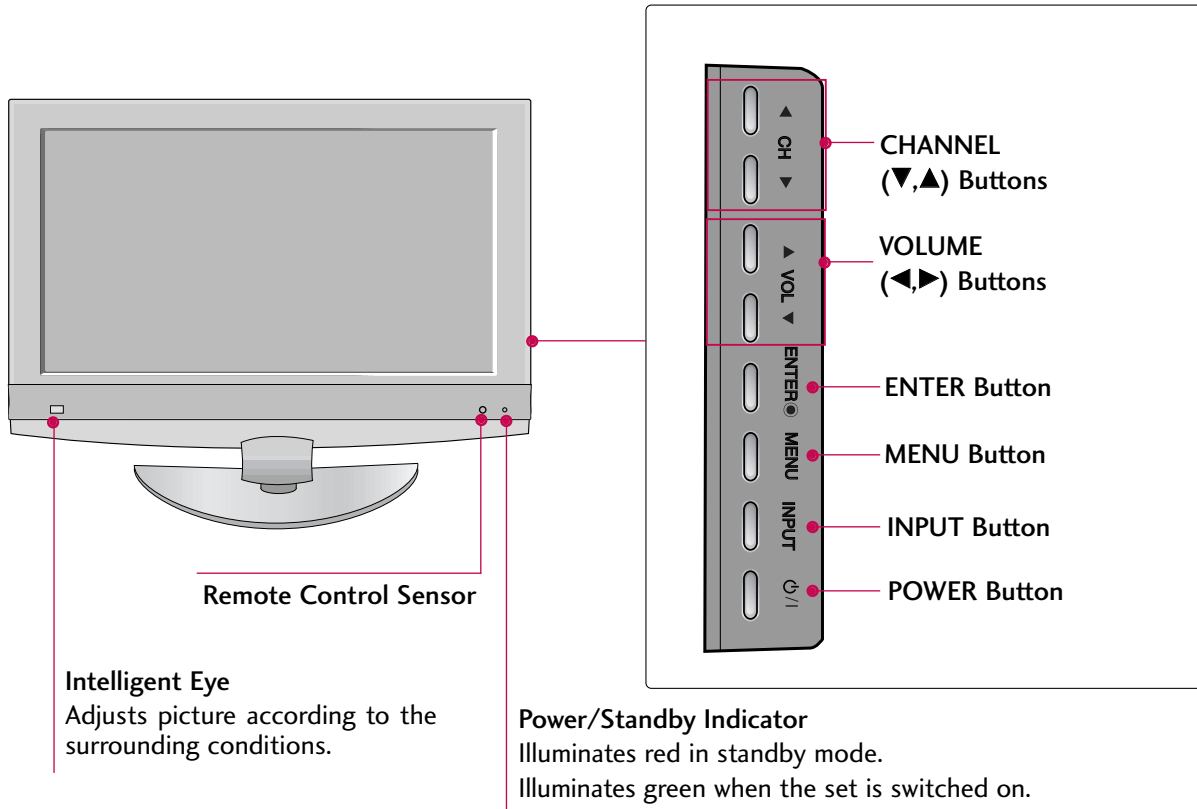 CH
VOL
ENTER
MENU
INPUT
⏻/I
CHANNEL
(▼,▲) Buttons
VOLUME
(◀,▶) Buttons
ENTER Button
MENU Button
INPUT Button
POWER Button
Remote Control Sensor
Intelligent Eye
Adjusts picture according to the
surrounding conditions.
Power/Standby Indicator
Illuminates red in standby mode.
Illuminates green when the set is switched on.